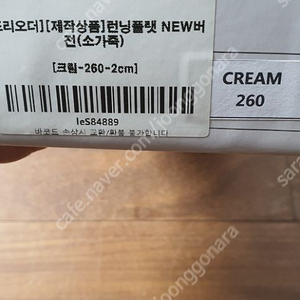 프리오더][제작상품]런닝플랫 NEW버
전(소가죽)
[크림-260-2cm]
leS84889
바코드 손상시 교환/환불 불가합니다
CREAM
260
cafe.naver.com/joonggonara